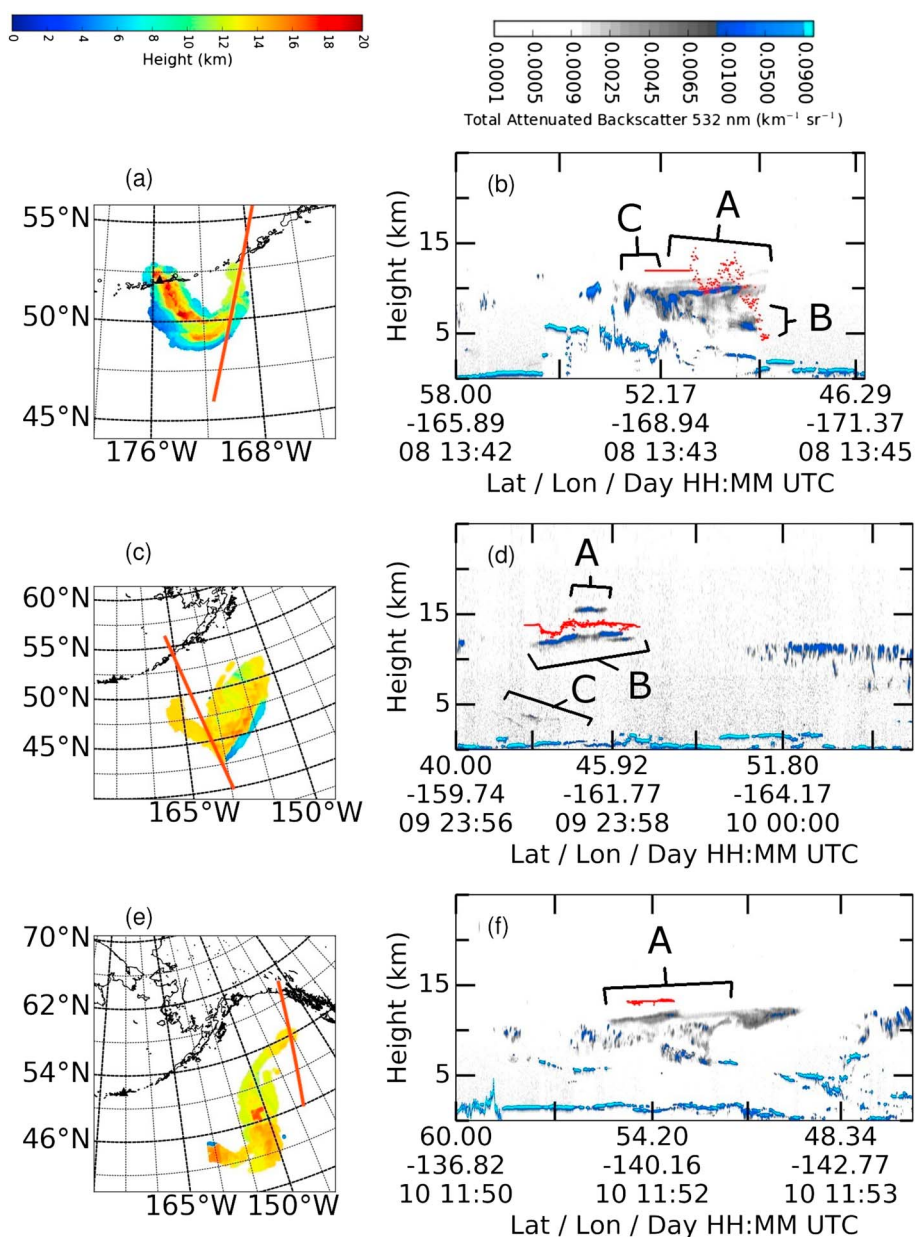 0 2 4 6 8 10 12 14 16 18 20
Height (km)
0.0001 0.0005 0.0009 0.0025 0.0045 0.0065 0.0100 0.0500 0.0900
Total Attenuated Backscatter 532 nm (km⁻¹ sr⁻¹)
(a)
55°N
50°N
45°N
176°W 168°W
(b)
C A
B
Height (km)
15
5
58.00 52.17 46.29
-165.89 -168.94 -171.37
08 13:42 08 13:43 08 13:45
Lat / Lon / Day HH:MM UTC
(c)
60°N
55°N
50°N
45°N
165°W 150°W
(d)
A
C B
Height (km)
15
5
40.00 45.92 51.80
-159.74 -161.77 -164.17
09 23:56 09 23:58 10 00:00
Lat / Lon / Day HH:MM UTC
(e)
70°N
62°N
54°N
46°N
165°W 150°W
(f)
A
Height (km)
15
5
60.00 54.20 48.34
-136.82 -140.16 -142.77
10 11:50 10 11:52 10 11:53
Lat / Lon / Day HH:MM UTC